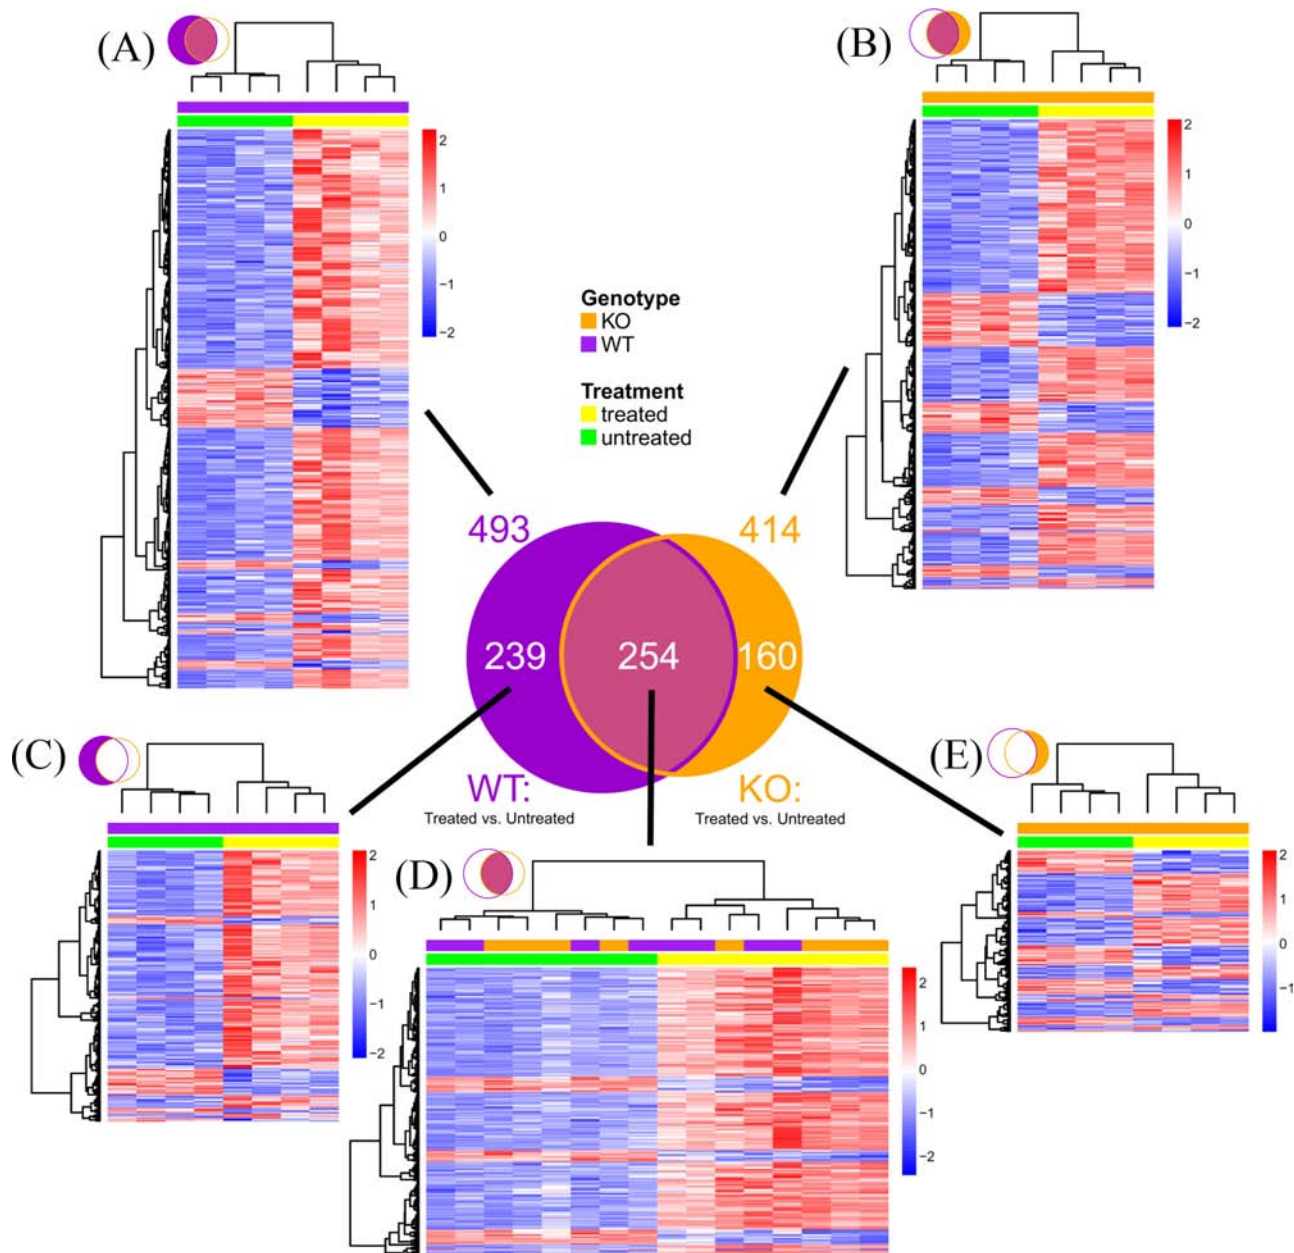 (A)
2
1
0
−1
−2
(B)
2
1
0
−1
−2
Genotype
KO
WT
Treatment
treated
untreated
493
414
239
254
160
WT:
Treated vs. Untreated
KO:
Treated vs. Untreated
(C)
2
1
0
−1
−2
(D)
2
1
0
−1
−2
(E)
2
1
0
−1